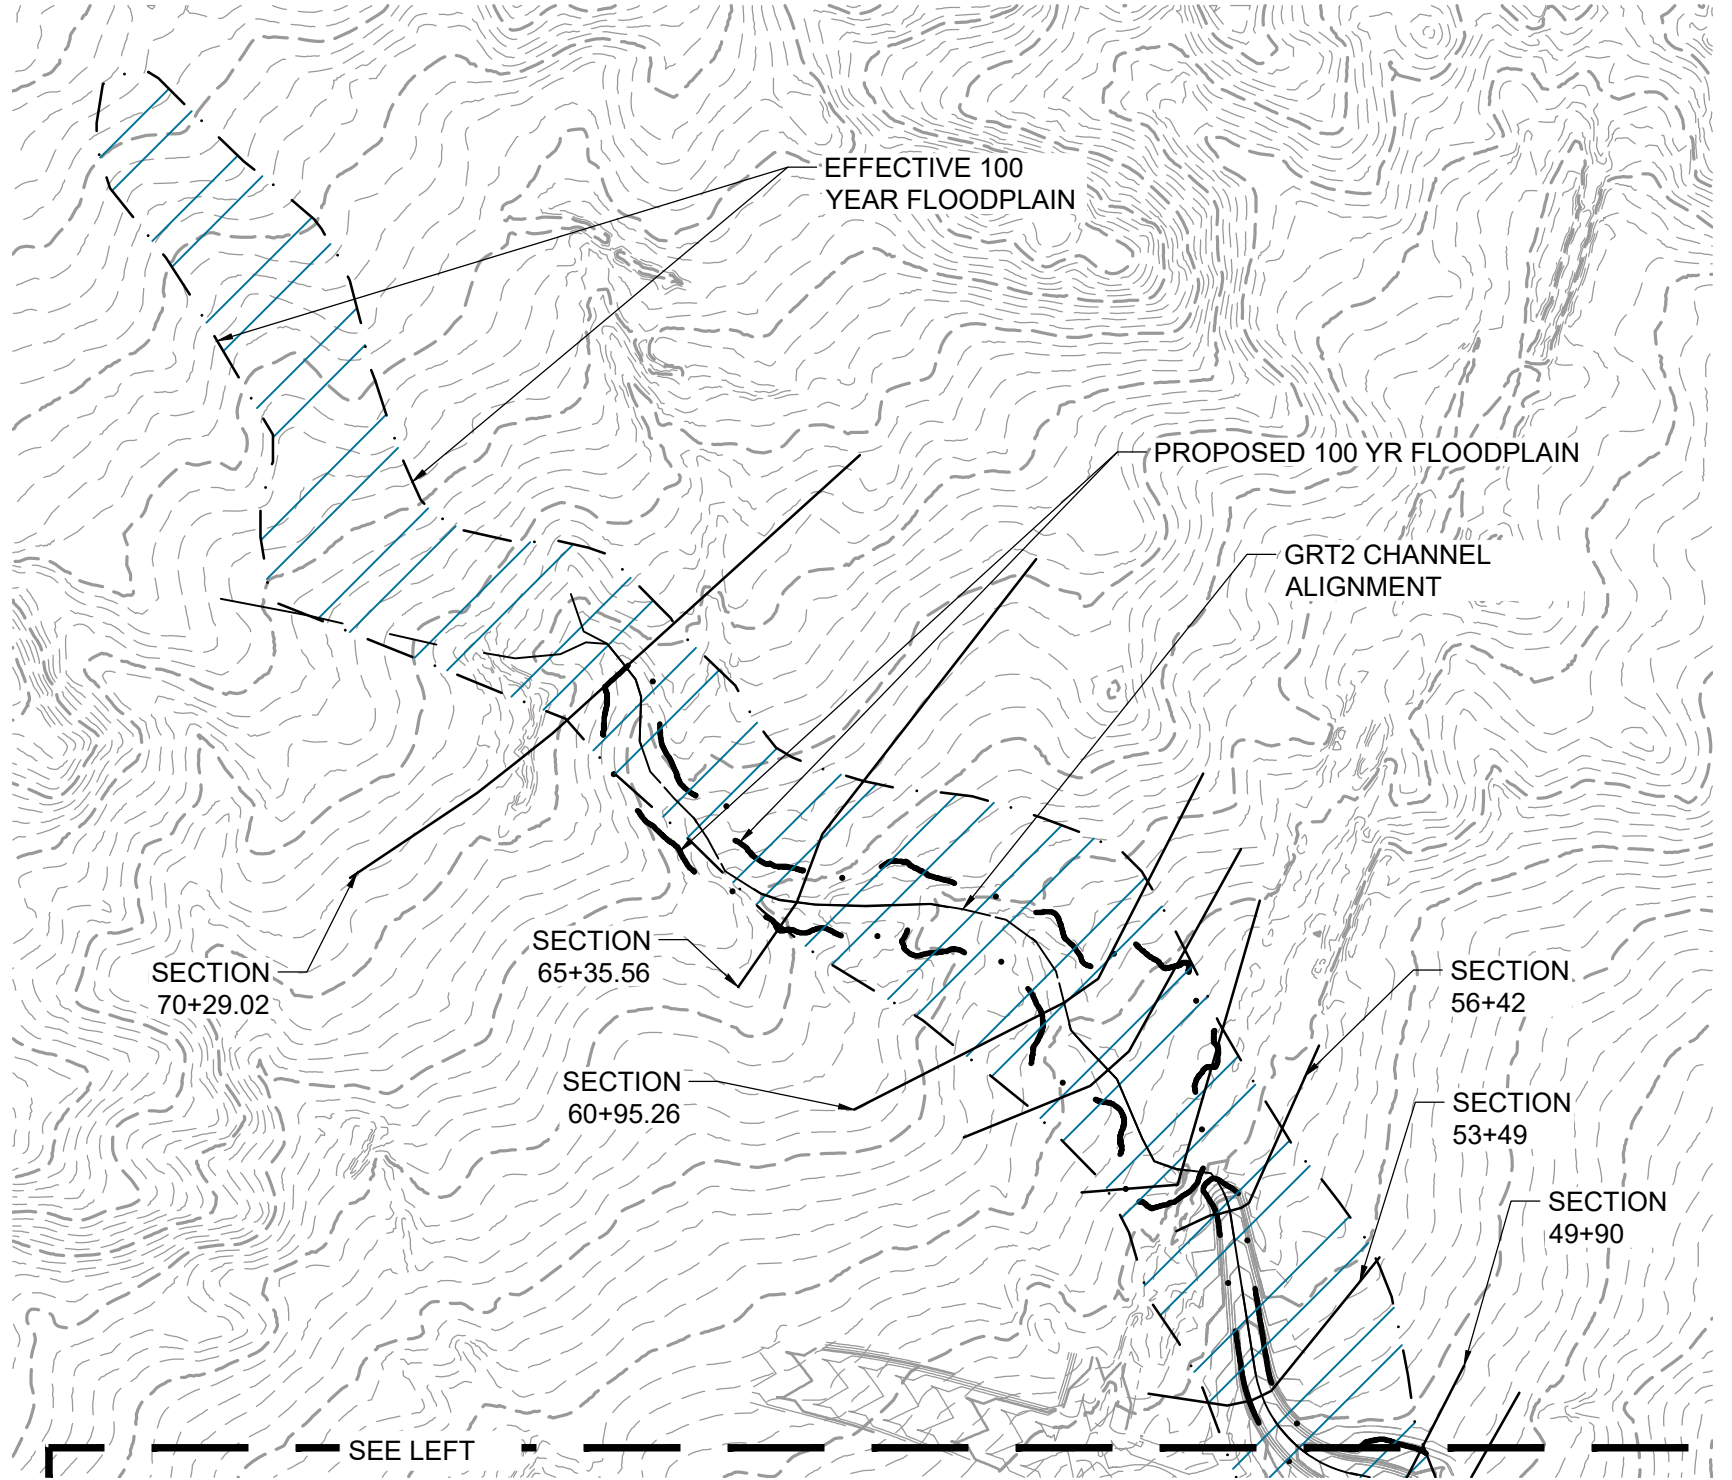 EFFECTIVE 100
YEAR FLOODPLAIN
PROPOSED 100 YR FLOODPLAIN
GRT2 CHANNEL
ALIGNMENT
SECTION
70+29.02
SECTION
65+35.56
SECTION
60+95.26
SECTION
56+42
SECTION
53+49
SECTION
49+90
SEE LEFT